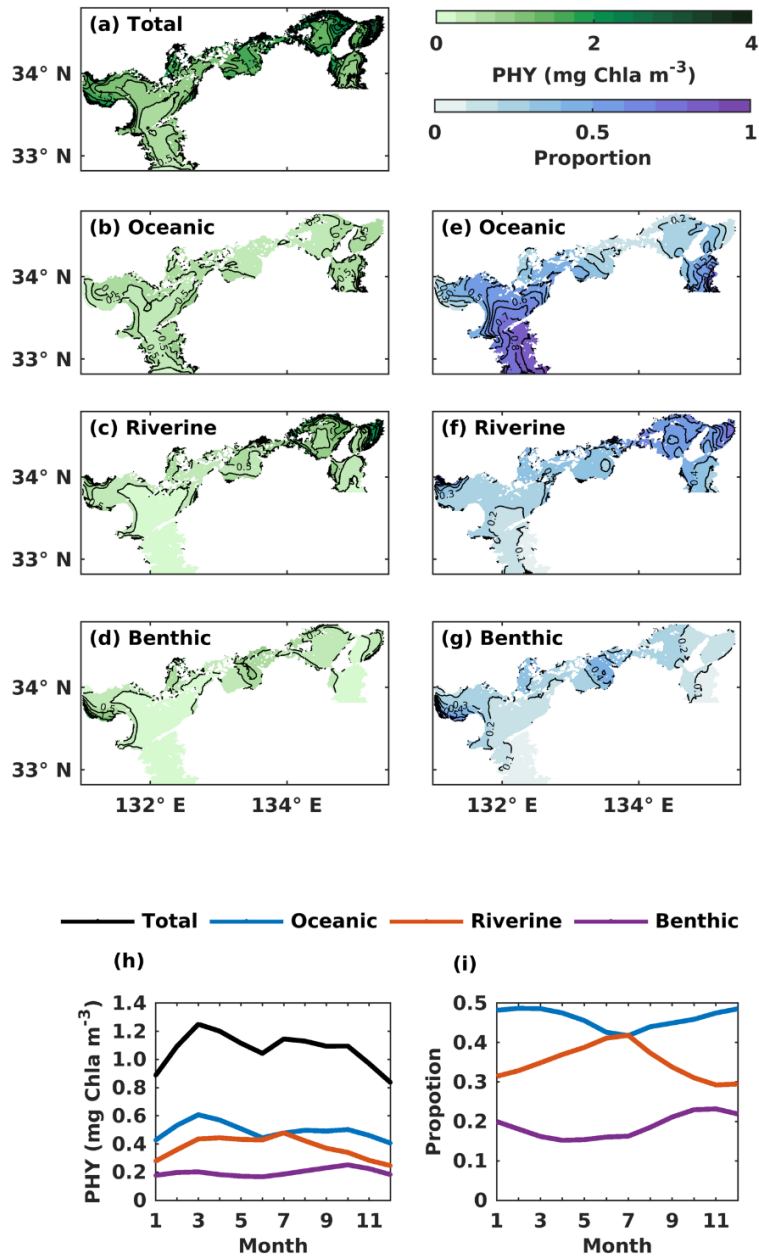 (a) Total
34° N
33° N
0 2 4
PHY (mg Chla m⁻³)
0 0.5 1
Proportion
(b) Oceanic
34° N
33° N
(e) Oceanic
(c) Riverine
34° N
33° N
(f) Riverine
(d) Benthic
34° N
33° N
132° E 134° E
(g) Benthic
132° E 134° E
Total Oceanic Riverine Benthic
(h)
1.4
1.2
1.0
0.8
0.6
0.4
0.2
0
PHY (mg Chla m⁻³)
1 3 5 7 9 11
Month
(i)
0.5
0.4
0.3
0.2
0.1
0
Propotion
1 3 5 7 9 11
Month